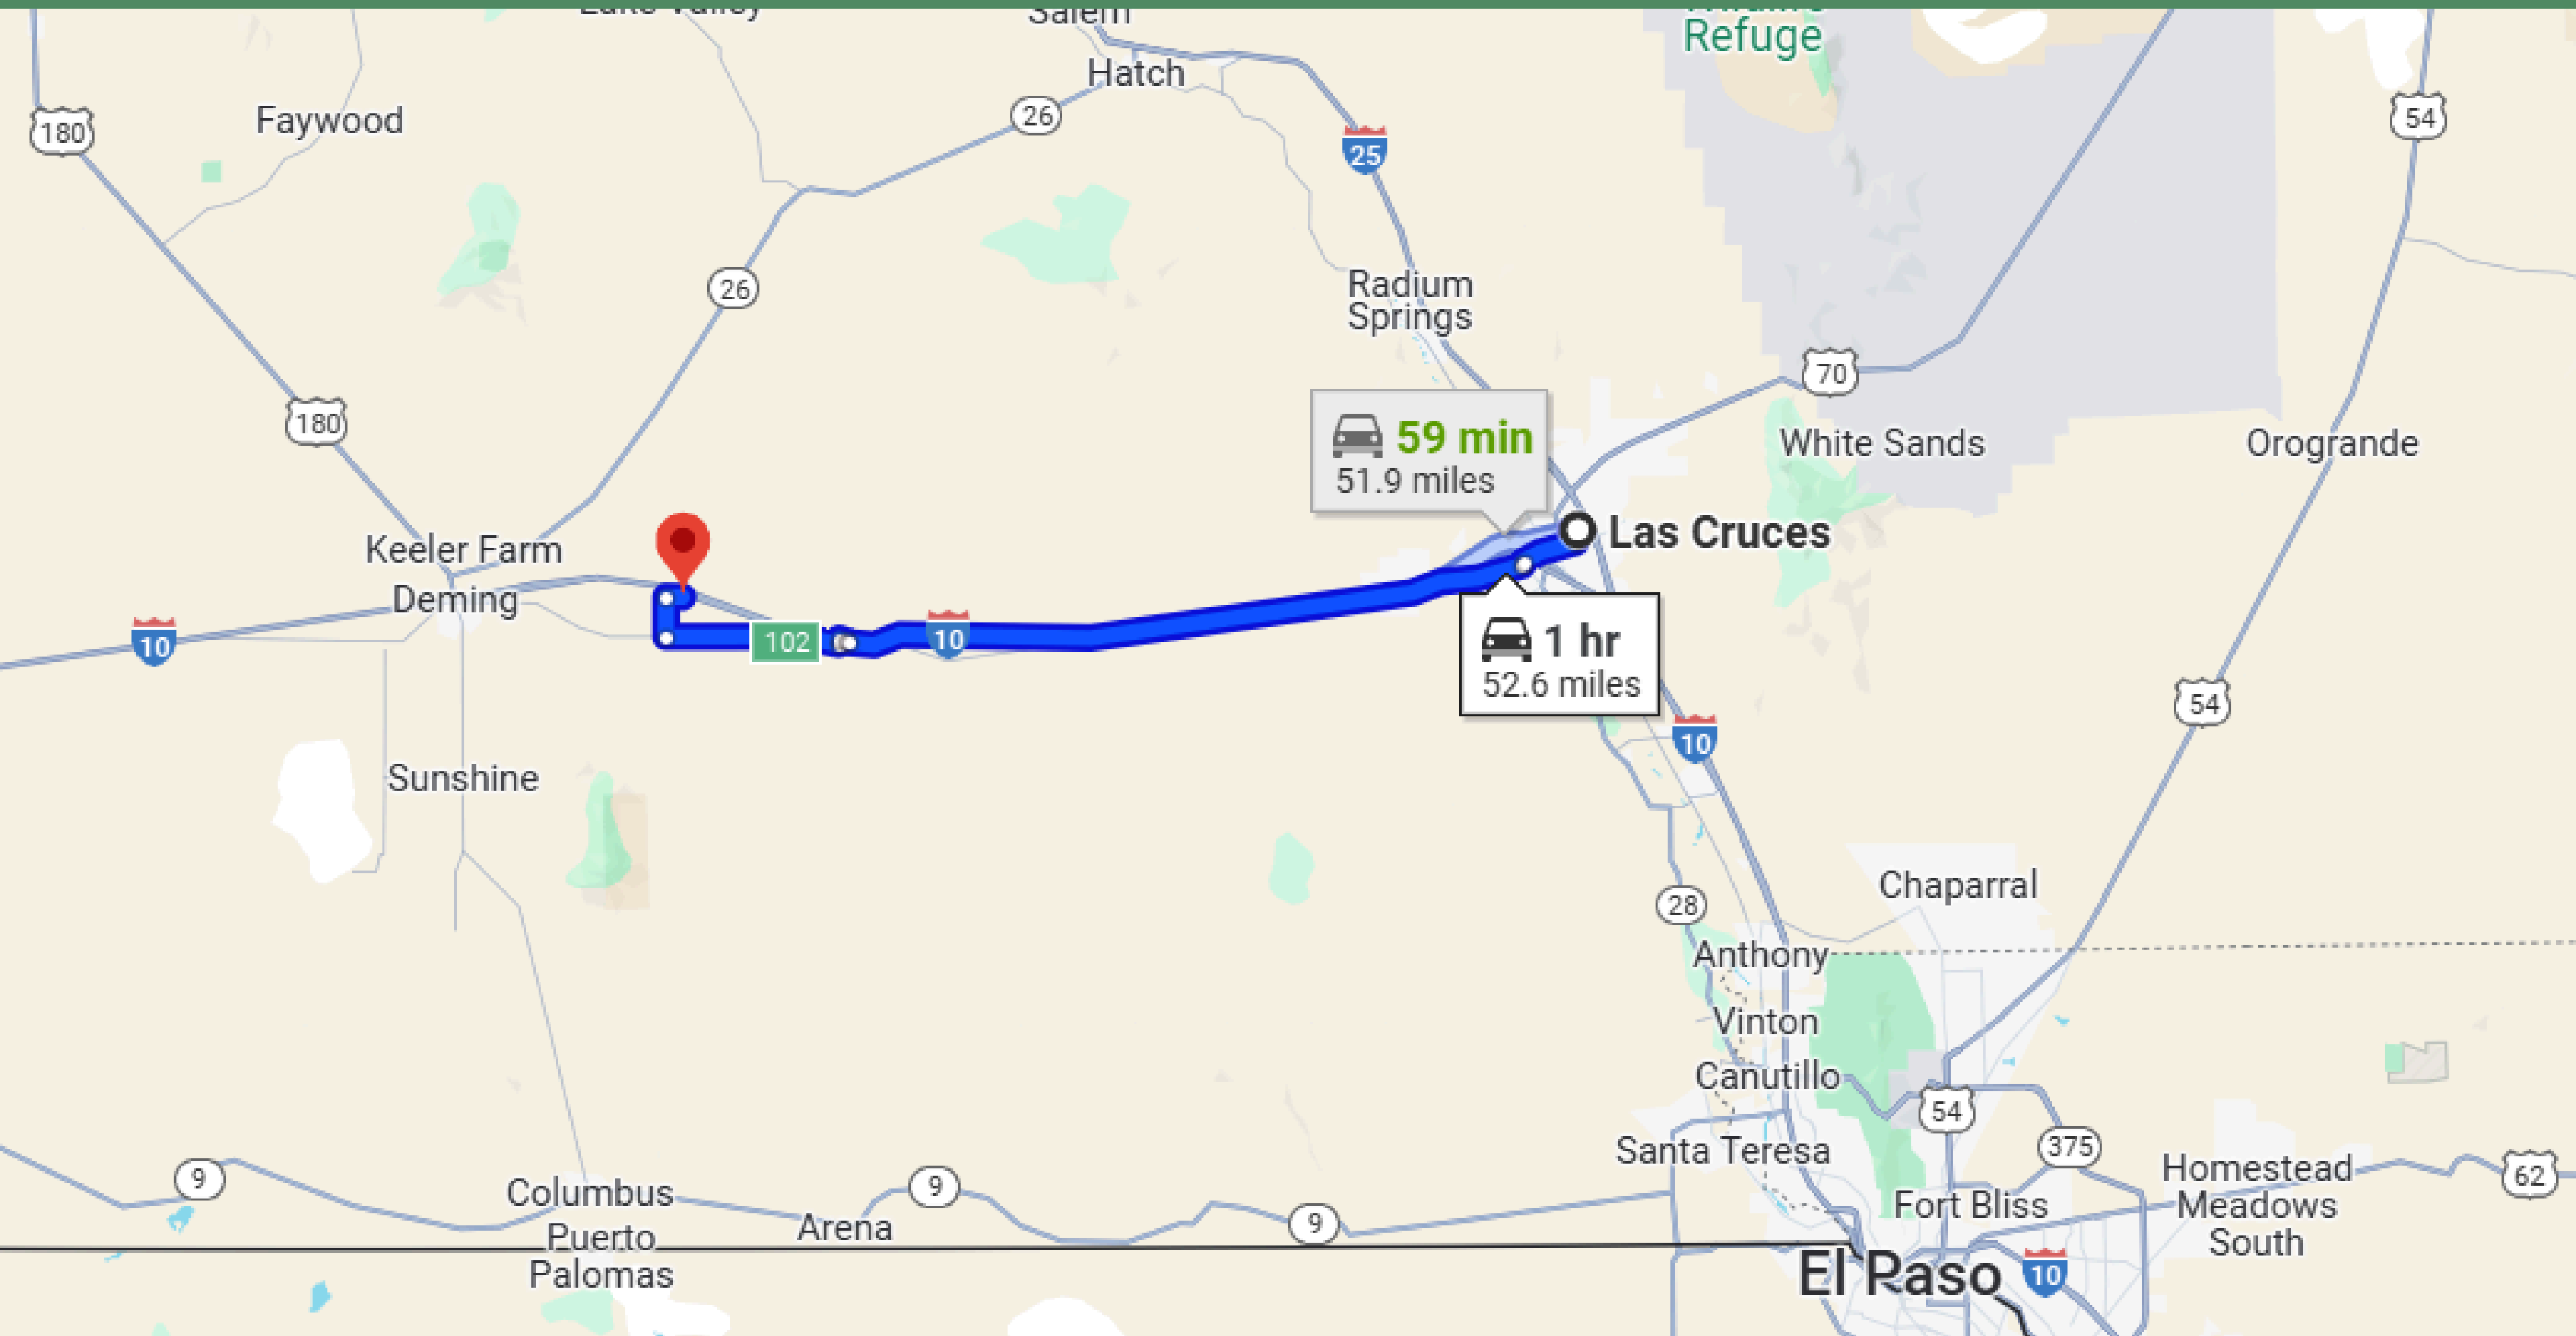 Lake Valley
Salem
Refuge
Hatch
26
180
Faywood
54
25
26
Radium
Springs
70
180
59 min
51.9 miles
White Sands
Orogrande
Las Cruces
Keeler Farm
Deming
10
102
10
1 hr
52.6 miles
54
10
Sunshine
28
Chaparral
Anthony
Vinton
Canutillo
54
375
Santa Teresa
Homestead
Meadows
South
62
9
9
9
Columbus
Fort Bliss
Arena
Puerto
Palomas
El Paso
10